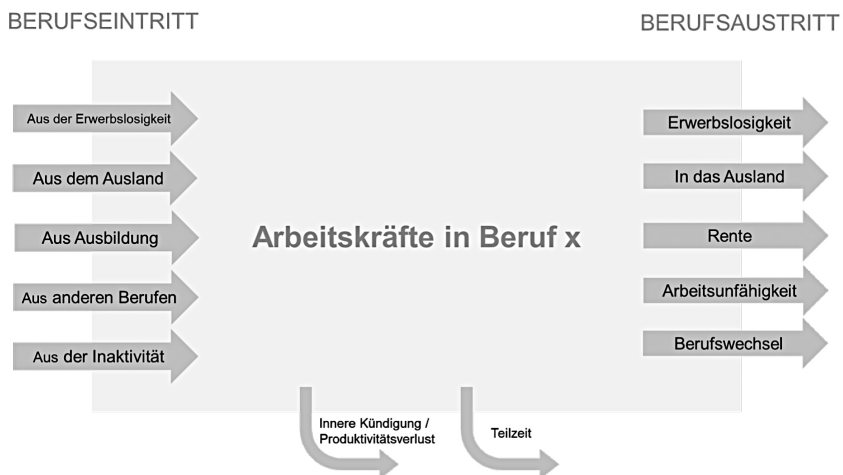 BERUFSEINTRITT
BERUFSAUSTRITT
Aus der Erwerbslosigkeit
Aus dem Ausland
Aus Ausbildung
Aus anderen Berufen
Aus der Inaktivität
Arbeitskräfte in Beruf x
Erwerbslosigkeit
In das Ausland
Rente
Arbeitsunfähigkeit
Berufswechsel
Innere Kündigung /
Produktivitätsverlust
Teilzeit